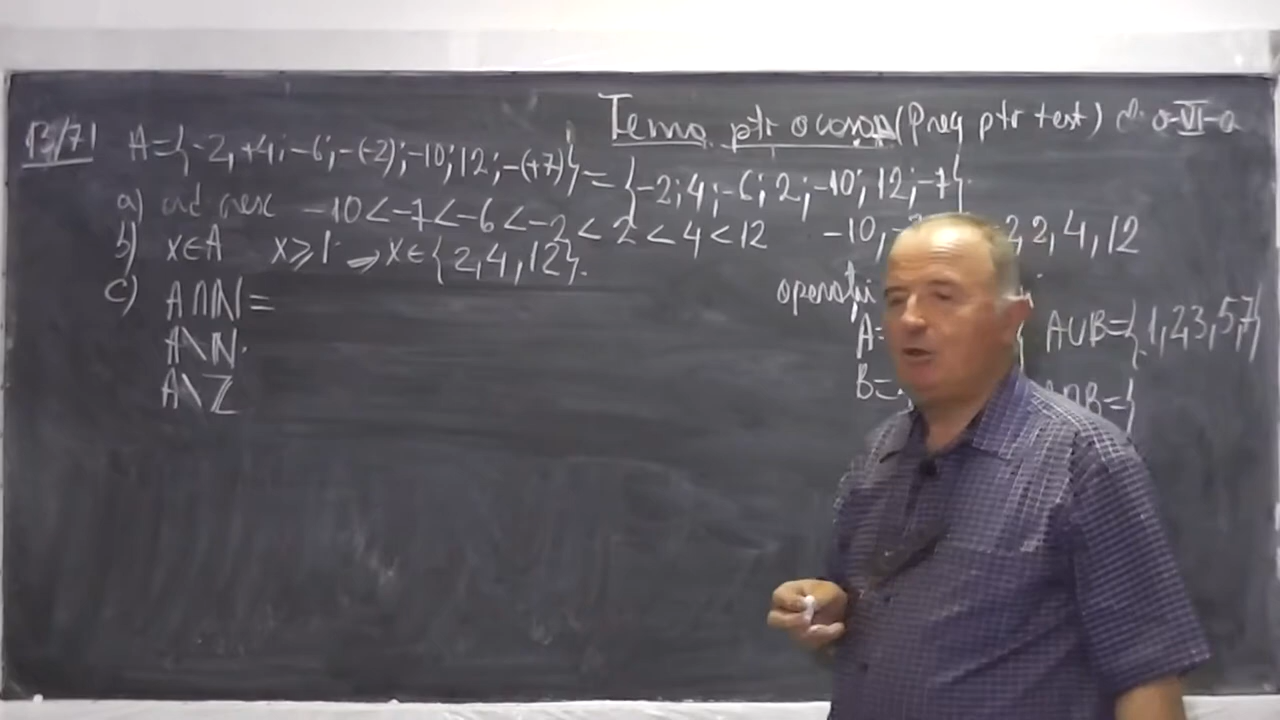 Tema ptr acasă (Preg ptr test) cl. a-VI-a
13/71 A={-2,+4;-6;-(-2);-10;12;-(+7)}={-2;4;-6;2;-10;12;-7}.
a) ord cresc -10<-7<-6<-2<2<4<12 -10, 2,4,12
b) x∈A x≥1 ⇒x∈{2,4,12}.
c) A∩N=
A\N.
A\Z
operații
A= A∪B={1,2,3,5,7}
B= A∩B={